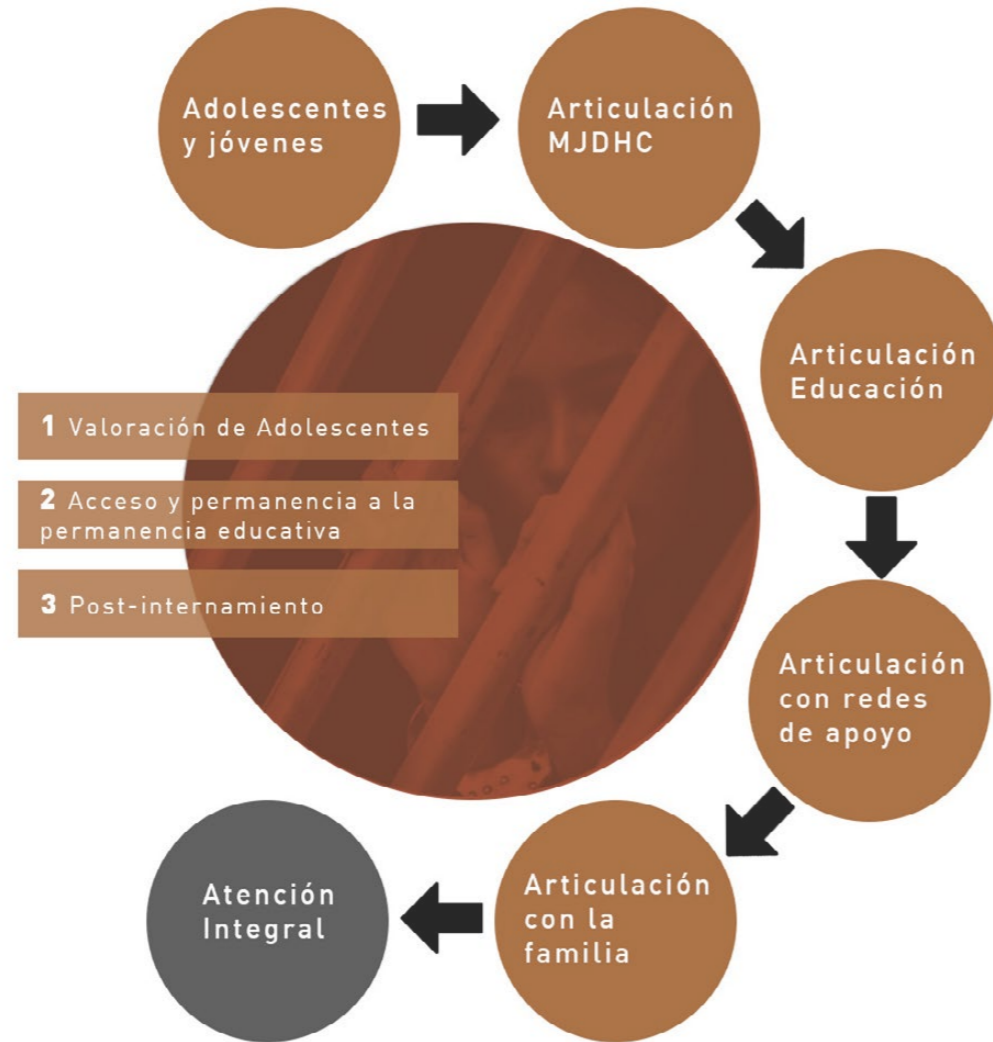 Adolescentes
y jóvenes
Articulación
MJDHC
Articulación
Educación
1 Valoración de Adolescentes
2 Acceso y permanencia a la
permanencia educativa
3 Post-internamiento
Articulación
con redes
de apoyo
Articulación
con la
familia
Atención
Integral